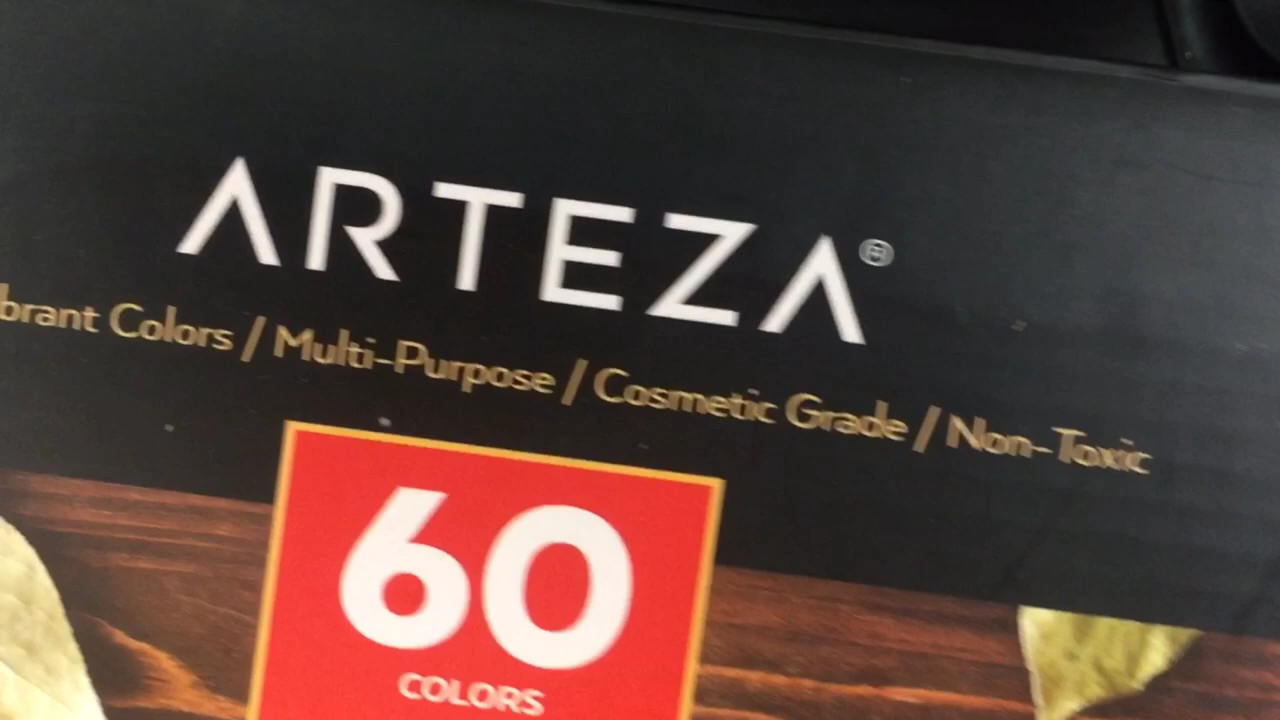 ARTEZA®
brant Colors / Multi-Purpose / Cosmetic Grade / Non-Toxic
60
COLORS